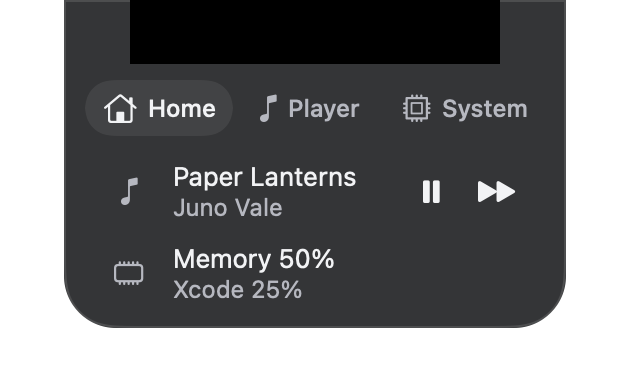 Home Player System
Paper Lanterns
Juno Vale
Memory 50%
Xcode 25%